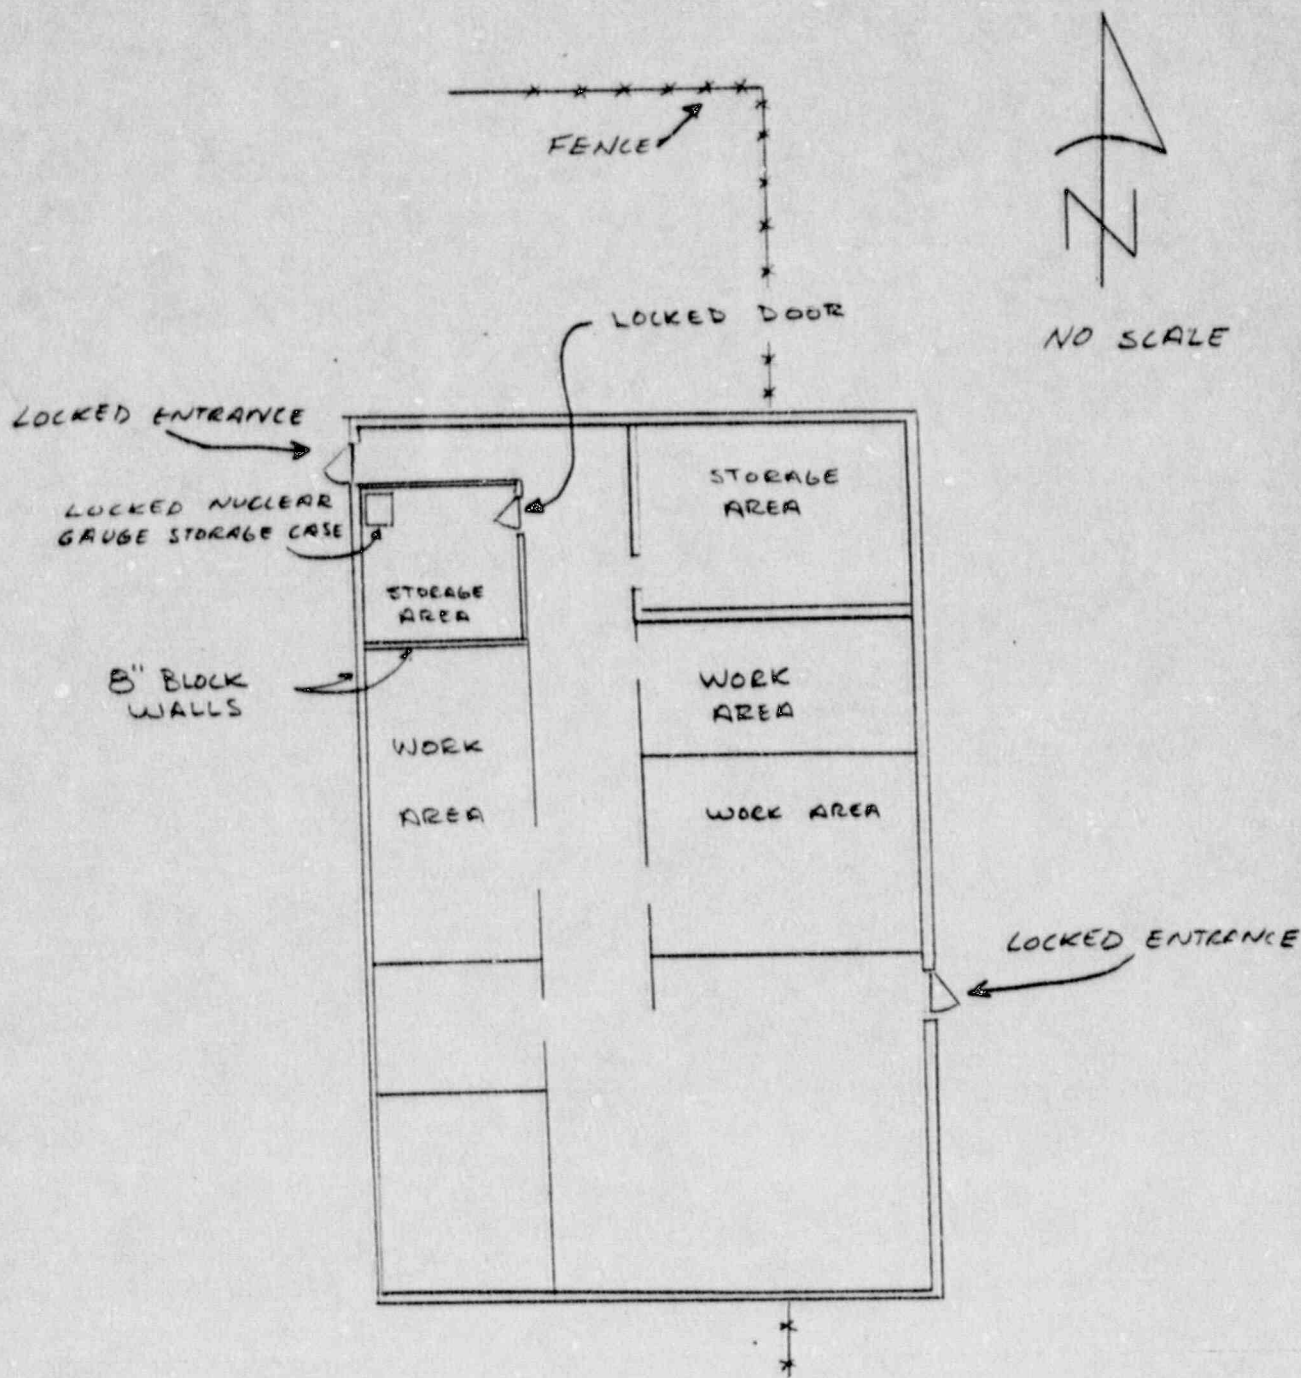 FENCE
N
NO SCALE
LOCKED DOOR
LOCKED ENTRANCE
LOCKED NUCLEAR
GAUGE STORAGE CASE
STORAGE
AREA
STORAGE
AREA
8" BLOCK
WALLS
WORK
AREA
WORK
AREA
WORK AREA
LOCKED ENTRANCE